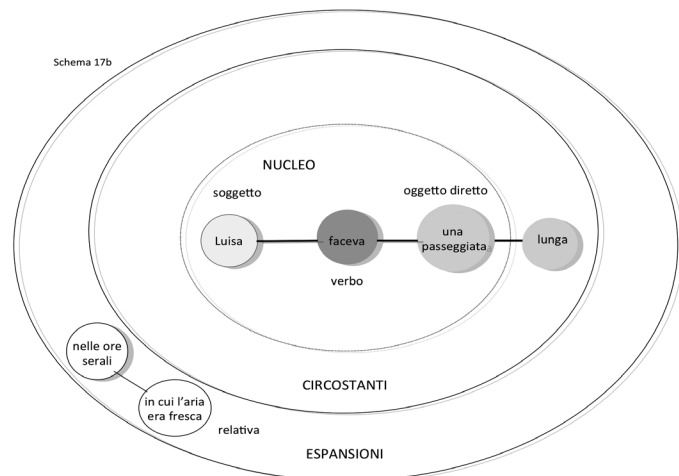 Schema 17b
NUCLEO
soggetto
oggetto diretto
Luisa
faceva
una
passeggiata
lunga
verbo
nelle ore
serali
CIRCOSTANTI
in cui l'aria
era fresca
relativa
ESPANSIONI